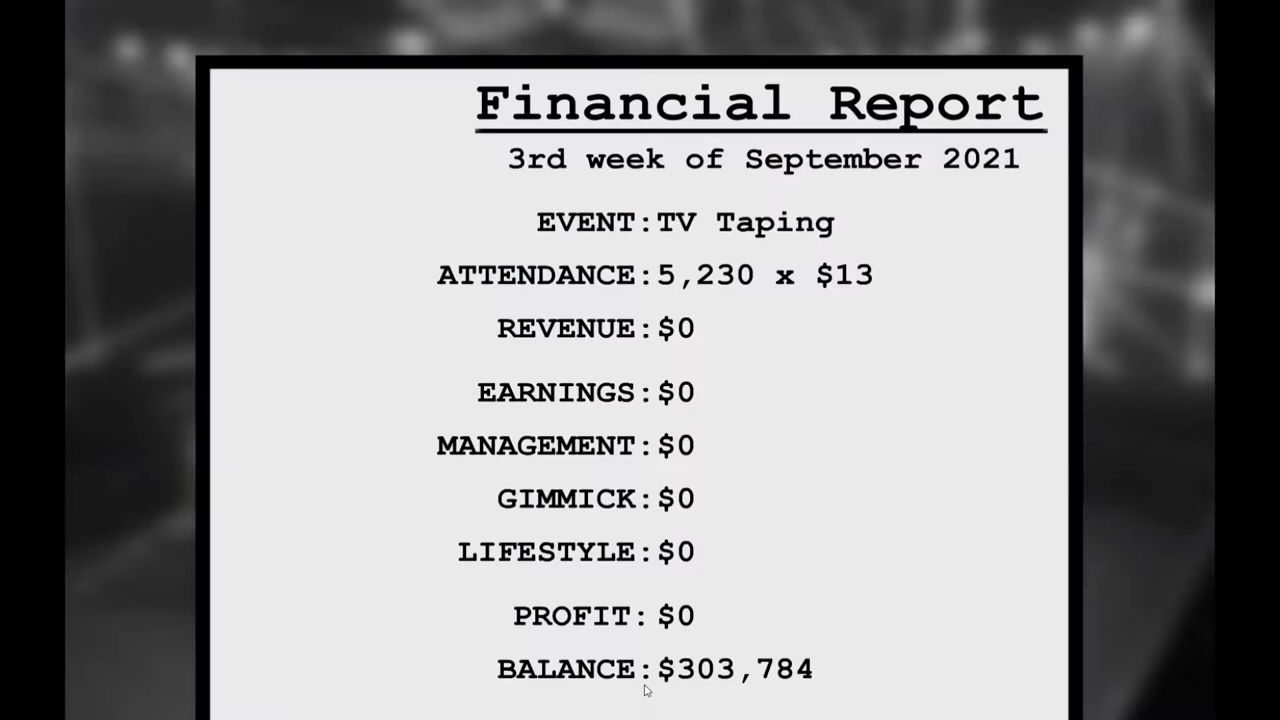 Financial Report
3rd week of September 2021
EVENT:TV Taping
ATTENDANCE:5,230 x $13
REVENUE:$0
EARNINGS:$0
MANAGEMENT:$0
GIMMICK:$0
LIFESTYLE:$0
PROFIT:$0
BALANCE:$303,784